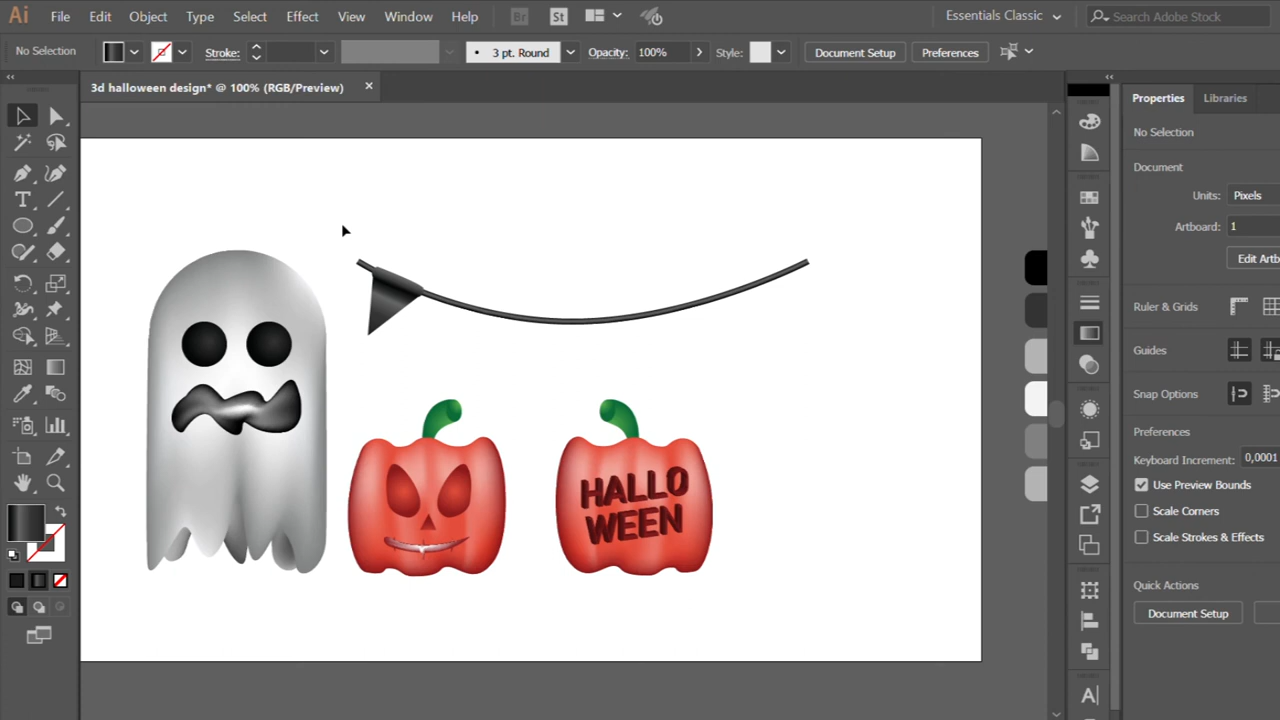 Ai File Edit Object Type Select Effect View Window Help Br St Essentials Classic Search Adobe Stock
No Selection Stroke: 3 pt. Round Opacity: 100% Style: Document Setup Preferences
3d halloween design* @ 100% (RGB/Preview)
Properties Libraries
No Selection
Document
Units: Pixels
Artboard: 1
Edit Artb
Ruler & Grids
Guides
Snap Options
Preferences
Keyboard Increment: 0,0001
Use Preview Bounds
Scale Corners
Scale Strokes & Effects
Quick Actions
Document Setup
HALLO
WEEN